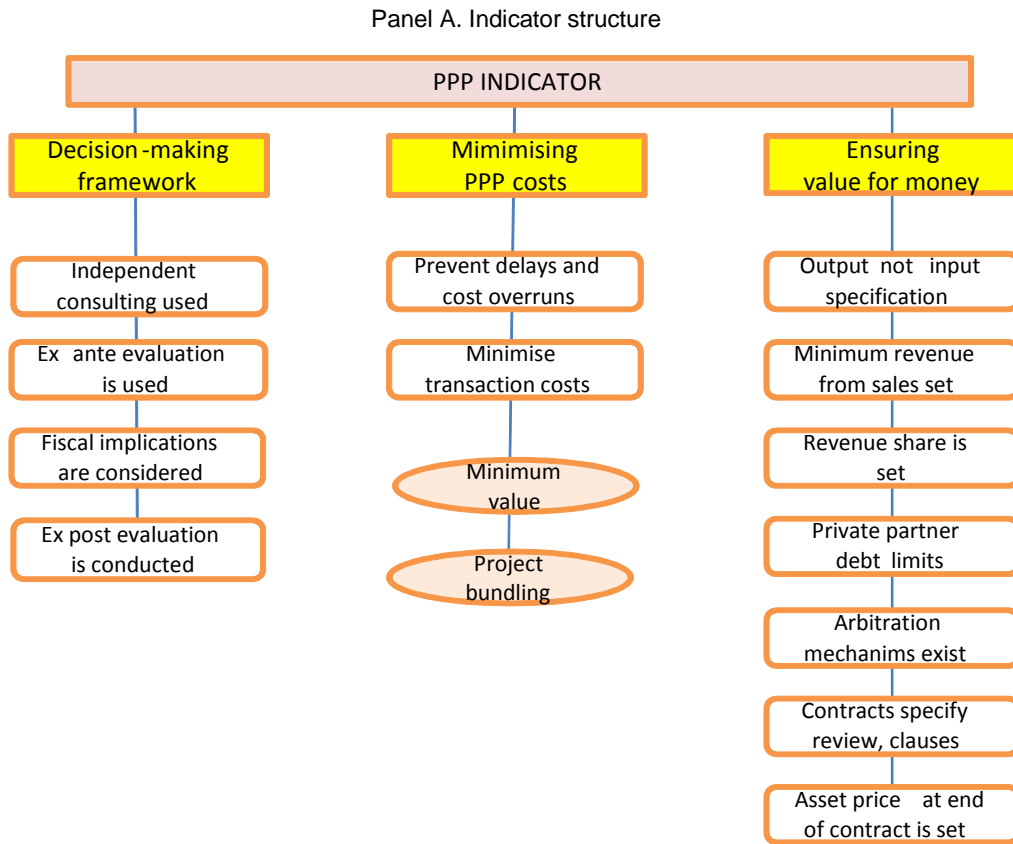 Panel A. Indicator structure
PPP INDICATOR
Decision -making
framework
Independent
consulting used
Ex ante evaluation
is used
Fiscal implications
are considered
Ex post evaluation
is conducted
Mimimising
PPP costs
Prevent delays and
cost overruns
Minimise
transaction costs
Minimum
value
Project
bundling
Ensuring
value for money
Output not input
specification
Minimum revenue
from sales set
Revenue share is
set
Private partner
debt limits
Arbitration
mechanims exist
Contracts specify
review, clauses
Asset price at end
of contract is set